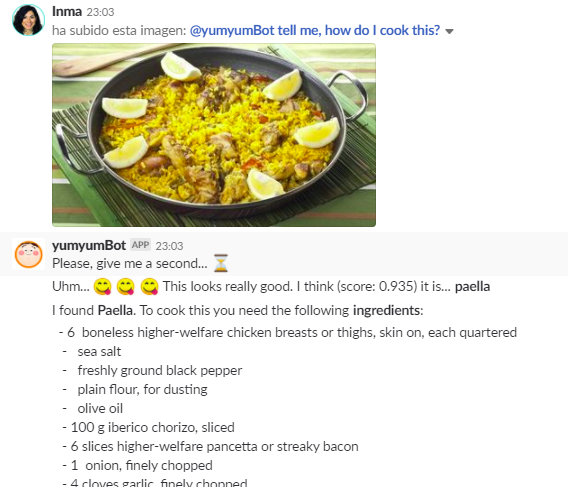 Inma 23:03
ha subido esta imagen: @yumyumBot tell me, how do I cook this?
yumyumBot APP 23:03
Please, give me a second...
Uhm... This looks really good. I think (score: 0.935) it is... paella
I found Paella. To cook this you need the following ingredients:
- 6 boneless higher-welfare chicken breasts or thighs, skin on, each quartered
- sea salt
- freshly ground black pepper
- plain flour, for dusting
- olive oil
- 100 g iberico chorizo, sliced
- 6 slices higher-welfare pancetta or streaky bacon
- 1 onion, finely chopped
- 4 cloves garlic, finely chopped